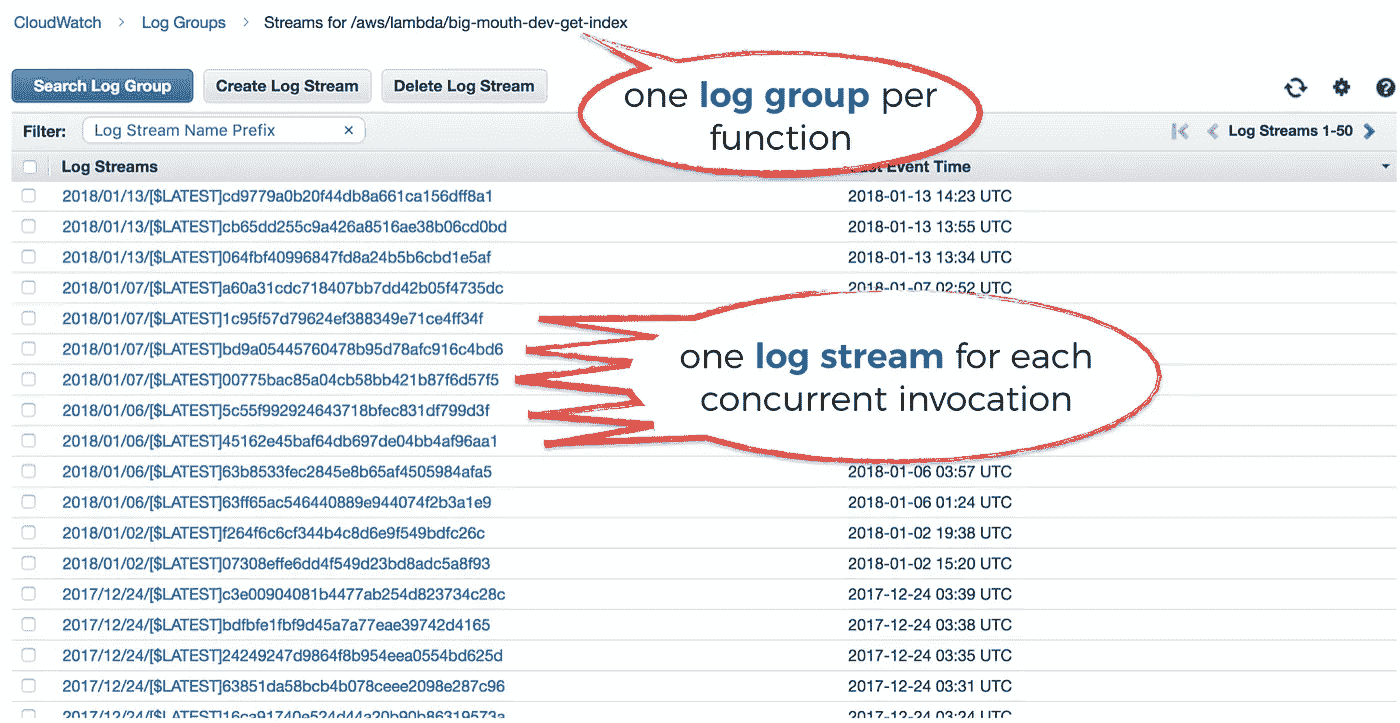 CloudWatch > Log Groups > Streams for /aws/lambda/big-mouth-dev-get-index
one log group per
function
Search Log Group Create Log Stream Delete Log Stream
Filter: Log Stream Name Prefix × Log Streams 1-50
Log Streams Event Time
2018/01/13/[$LATEST]cd9779a0b20f44db8a661ca156dff8a1 2018-01-13 14:23 UTC
2018/01/13/[$LATEST]cb65dd255c9a426a8516ae38b06cd0bd 2018-01-13 13:55 UTC
2018/01/13/[$LATEST]064fbf40996847fd8a24b5b6cbd1e5af 2018-01-13 13:34 UTC
2018/01/07/[$LATEST]a60a31cdc718407bb7dd42b05f4735dc 2018-01-07 02:52 UTC
2018/01/07/[$LATEST]1c95f57d79624ef388349e71ce4ff34f
2018/01/07/[$LATEST]bd9a05445760478b95d78afc916c4bd6
2018/01/07/[$LATEST]00775bac85a04cb58bb421b87f6d57f5
2018/01/06/[$LATEST]5c55f992924643718bfec831df799d3f
2018/01/06/[$LATEST]45162e45baf64db697de04bb4af96aa1
one log stream for each
concurrent invocation
2018/01/06/[$LATEST]63b8533fec2845e8b65af4505984afa5 2018-01-06 03:57 UTC
2018/01/06/[$LATEST]63ff65ac546440889e944074f2b3a1e9 2018-01-06 01:24 UTC
2018/01/02/[$LATEST]f264f6c6cf344b4c8d6e9f549bdfc26c 2018-01-02 19:38 UTC
2018/01/02/[$LATEST]07308effe6dd4f549d23bd8adc5a8f93 2018-01-02 15:20 UTC
2017/12/24/[$LATEST]c3e00904081b4477ab254d823734c28c 2017-12-24 03:39 UTC
2017/12/24/[$LATEST]bdfbfe1fbf9d45a7a77eae39742d4165 2017-12-24 03:38 UTC
2017/12/24/[$LATEST]24249247d9864f8b954eea0554bd625d 2017-12-24 03:35 UTC
2017/12/24/[$LATEST]63851da58bcb4b078ceee2098e287c96 2017-12-24 03:31 UTC
2017-12-24 03:24 UTC